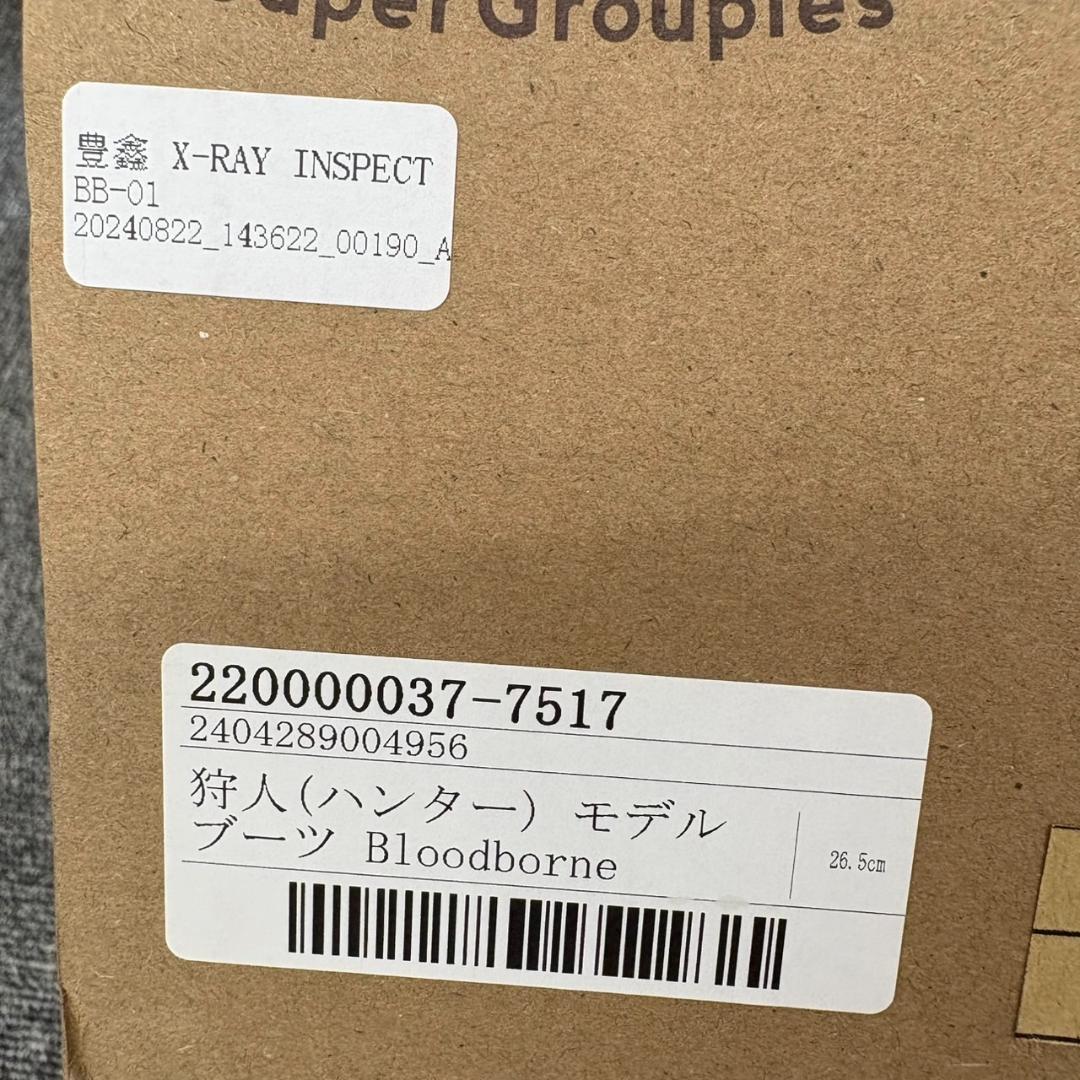 SuperGroupies
豊鑫 X-RAY INSPECT
BB-01
20240822_143622_00190_A
220000037-7517
2404289004956
狩人(ハンター) モデル
ブーツ Bloodborne
26.5cm